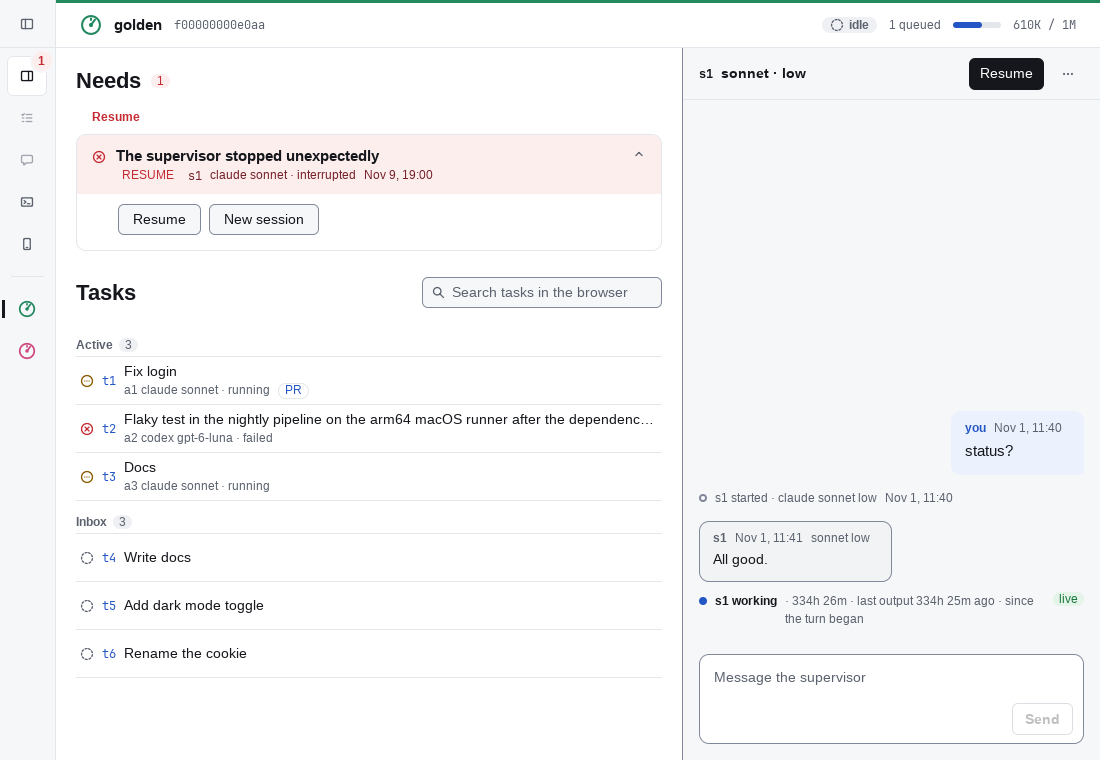 golden f00000000e0aa idle 1 queued 610K / 1M
1
Needs 1
Resume
The supervisor stopped unexpectedly
RESUME s1 claude sonnet · interrupted Nov 9, 19:00
Resume New session
Tasks Search tasks in the browser
Active 3
t1 Fix login
a1 claude sonnet · running PR
t2 Flaky test in the nightly pipeline on the arm64 macOS runner after the dependenc…
a2 codex gpt-6-luna · failed
t3 Docs
a3 claude sonnet · running
Inbox 3
t4 Write docs
t5 Add dark mode toggle
t6 Rename the cookie
s1 sonnet · low Resume ···
you Nov 1, 11:40
status?
s1 started · claude sonnet low Nov 1, 11:40
s1 Nov 1, 11:41 sonnet low
All good.
s1 working · 334h 26m · last output 334h 25m ago · since live
the turn began
Message the supervisor
Send